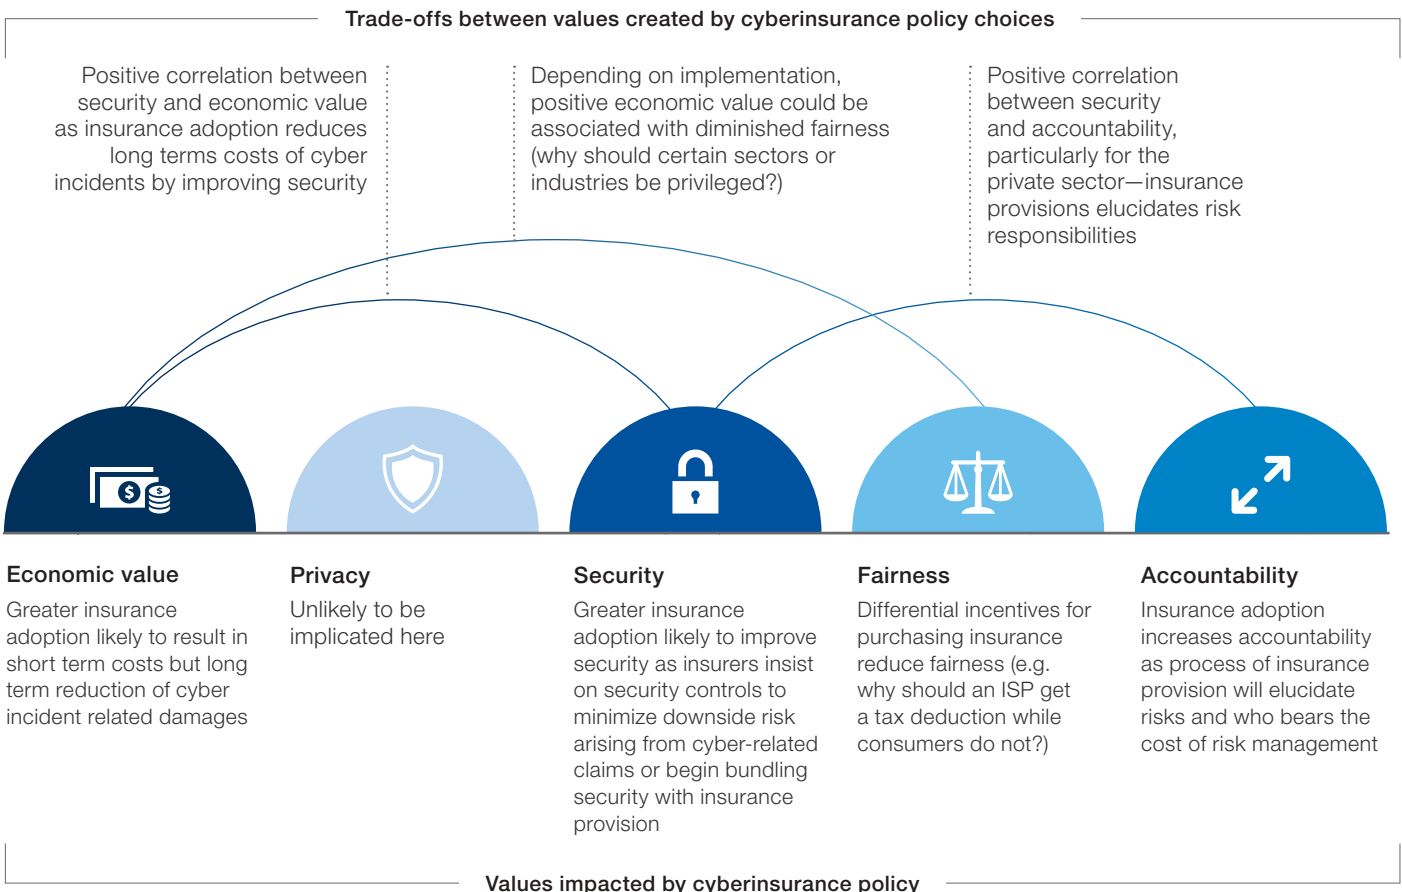 Trade-offs between values created by cyberinsurance policy choices
Positive correlation between
security and economic value
as insurance adoption reduces
long terms costs of cyber
incidents by improving security
Depending on implementation,
positive economic value could be
associated with diminished fairness
(why should certain sectors or
industries be privileged?)
Positive correlation
between security
and accountability,
particularly for the
private sector—insurance
provisions elucidates risk
responsibilities
$
$
Economic value
Greater insurance
adoption likely to result in
short term costs but long
term reduction of cyber
incident related damages
Privacy
Unlikely to be
implicated here
Security
Greater insurance
adoption likely to improve
security as insurers insist
on security controls to
minimize downside risk
arising from cyber-related
claims or begin bundling
security with insurance
provision
Fairness
Differential incentives for
purchasing insurance
reduce fairness (e.g.
why should an ISP get
a tax deduction while
consumers do not?)
Accountability
Insurance adoption
increases accountability
as process of insurance
provision will elucidate
risks and who bears the
cost of risk management
Values impacted by cyberinsurance policy